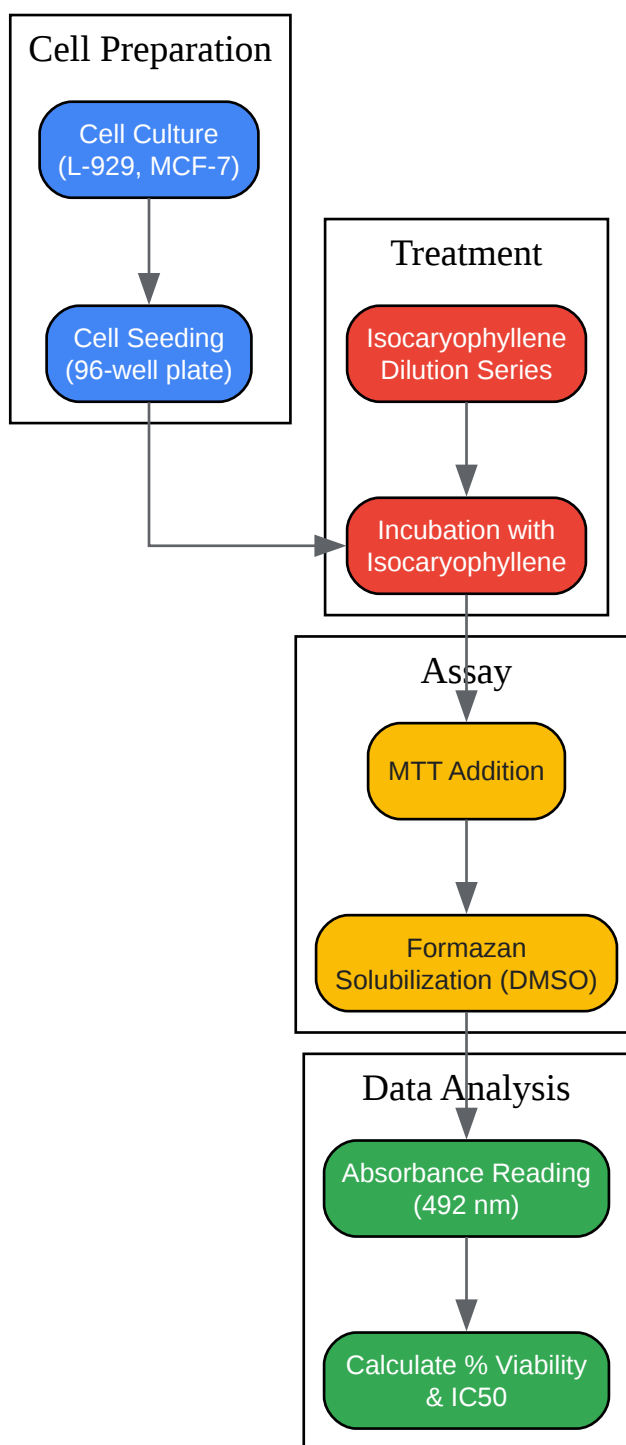 Cell Preparation
Cell Culture
(L-929, MCF-7)
Cell Seeding
(96-well plate)
Treatment
Isocaryophyllene
Dilution Series
Incubation with
Isocaryophyllene
Assay
MTT Addition
Formazan
Solubilization (DMSO)
Data Analysis
Absorbance Reading
(492 nm)
Calculate % Viability
& IC50